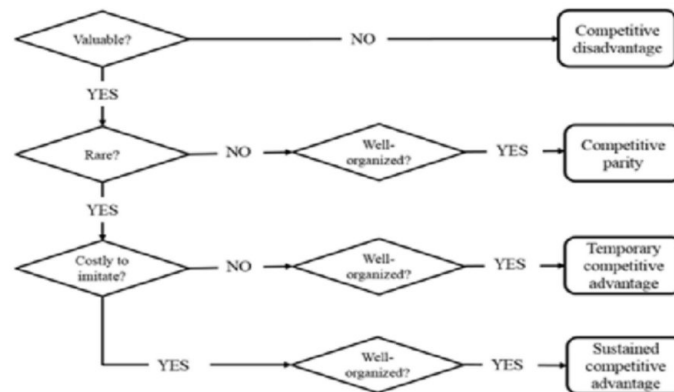 Valuable?
NO
Competitive
disadvantage
YES
Rare?
NO
Well-
organized?
YES
Competitive
parity
YES
Costly to
imitate?
NO
Well-
organized?
YES
Temporary
competitive
advantage
YES
Well-
organized?
YES
Sustained
competitive
advantage